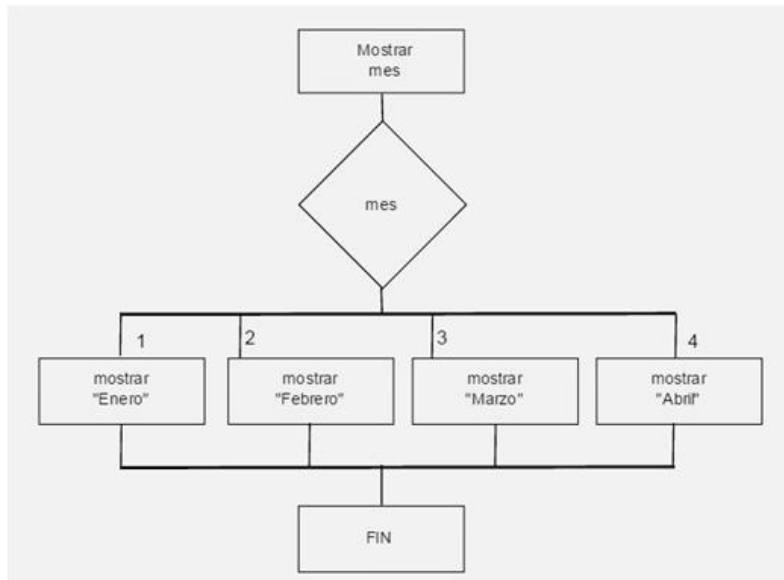 Mostrar
mes
mes
1
2
3
4
mostrar
"Enero"
mostrar
"Febrero"
mostrar
"Marzo"
mostrar
"Abril"
FIN